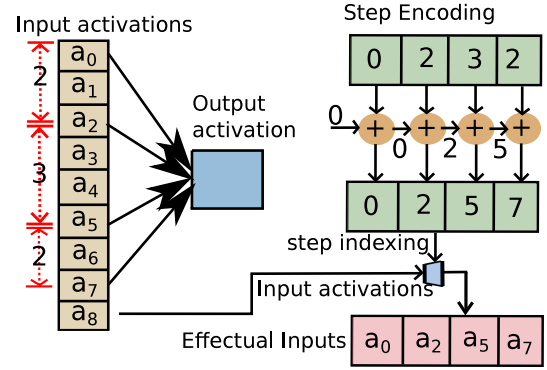 Input activations
a0
a1
a2
a3
a4
a5
a6
a7
a8
2
3
2
Output
activation
Step Encoding
0 2 3 2
0 + + + +
0 2 5
0 2 5 7
step indexing
Input activations
Effectual Inputs
a0 a2 a5 a7